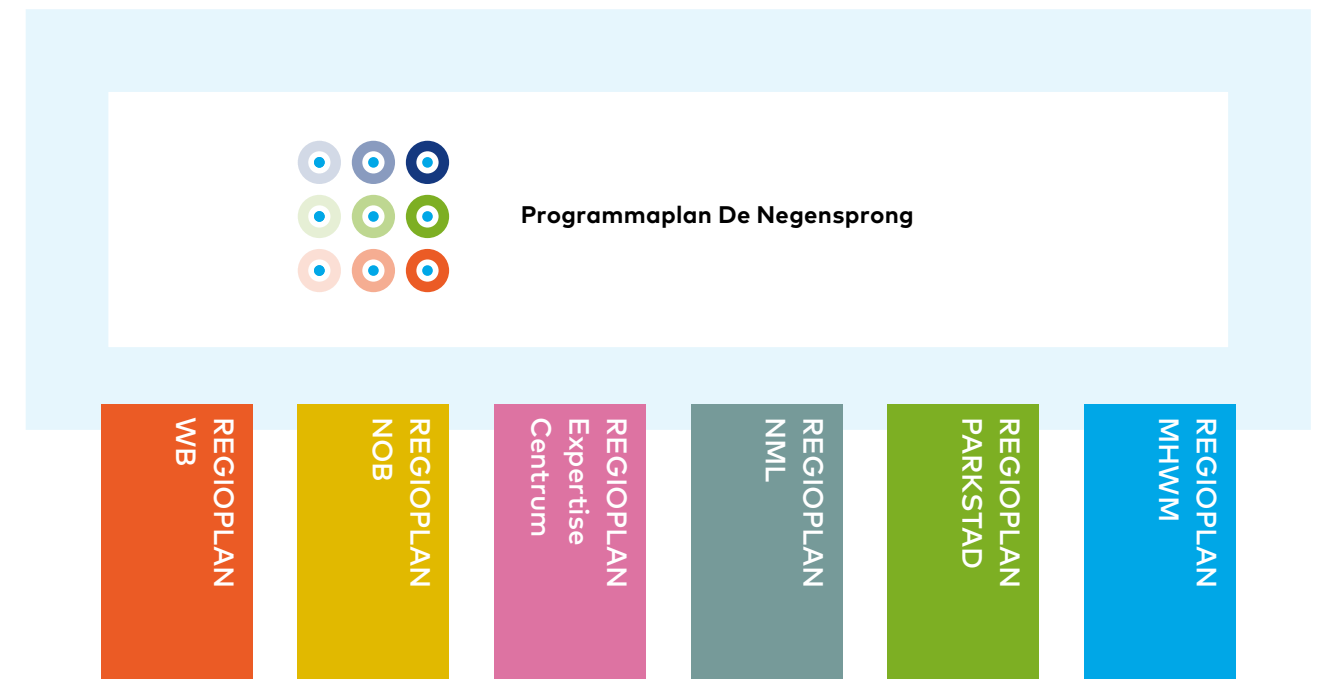 Programmaplan De Negensprong
REGIOPLAN
WB
REGIOPLAN
NOB
REGIOPLAN
Expertise
Centrum
REGIOPLAN
NML
REGIOPLAN
PARKSTAD
REGIOPLAN
MHWM